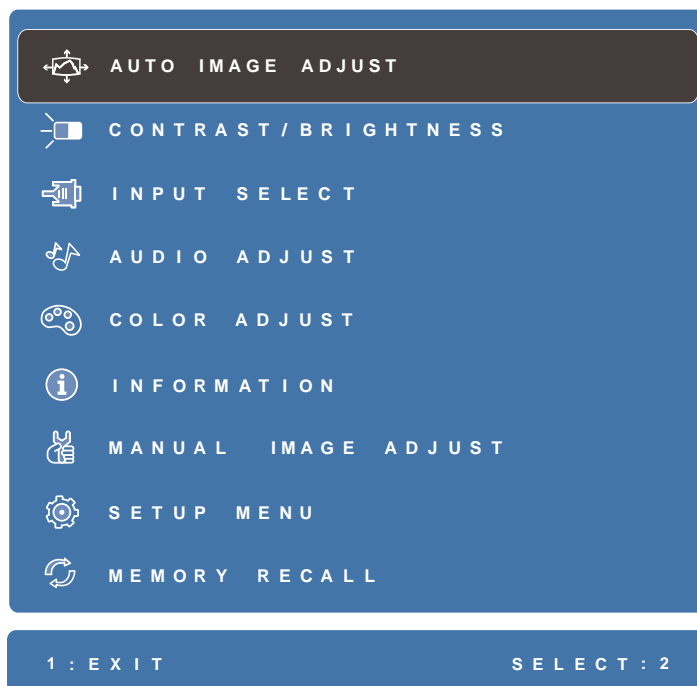 AUTO IMAGE ADJUST
CONTRAST/BRIGHTNESS
INPUT SELECT
AUDIO ADJUST
COLOR ADJUST
INFORMATION
MANUAL IMAGE ADJUST
SETUP MENU
MEMORY RECALL
1:EXIT SELECT:2